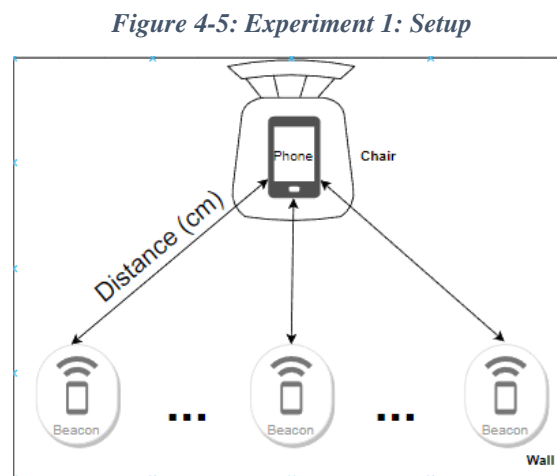 Figure 4-5: Experiment 1: Setup
Phone
Chair
Distance (cm)
Beacon
...
Beacon
...
Beacon
Wall